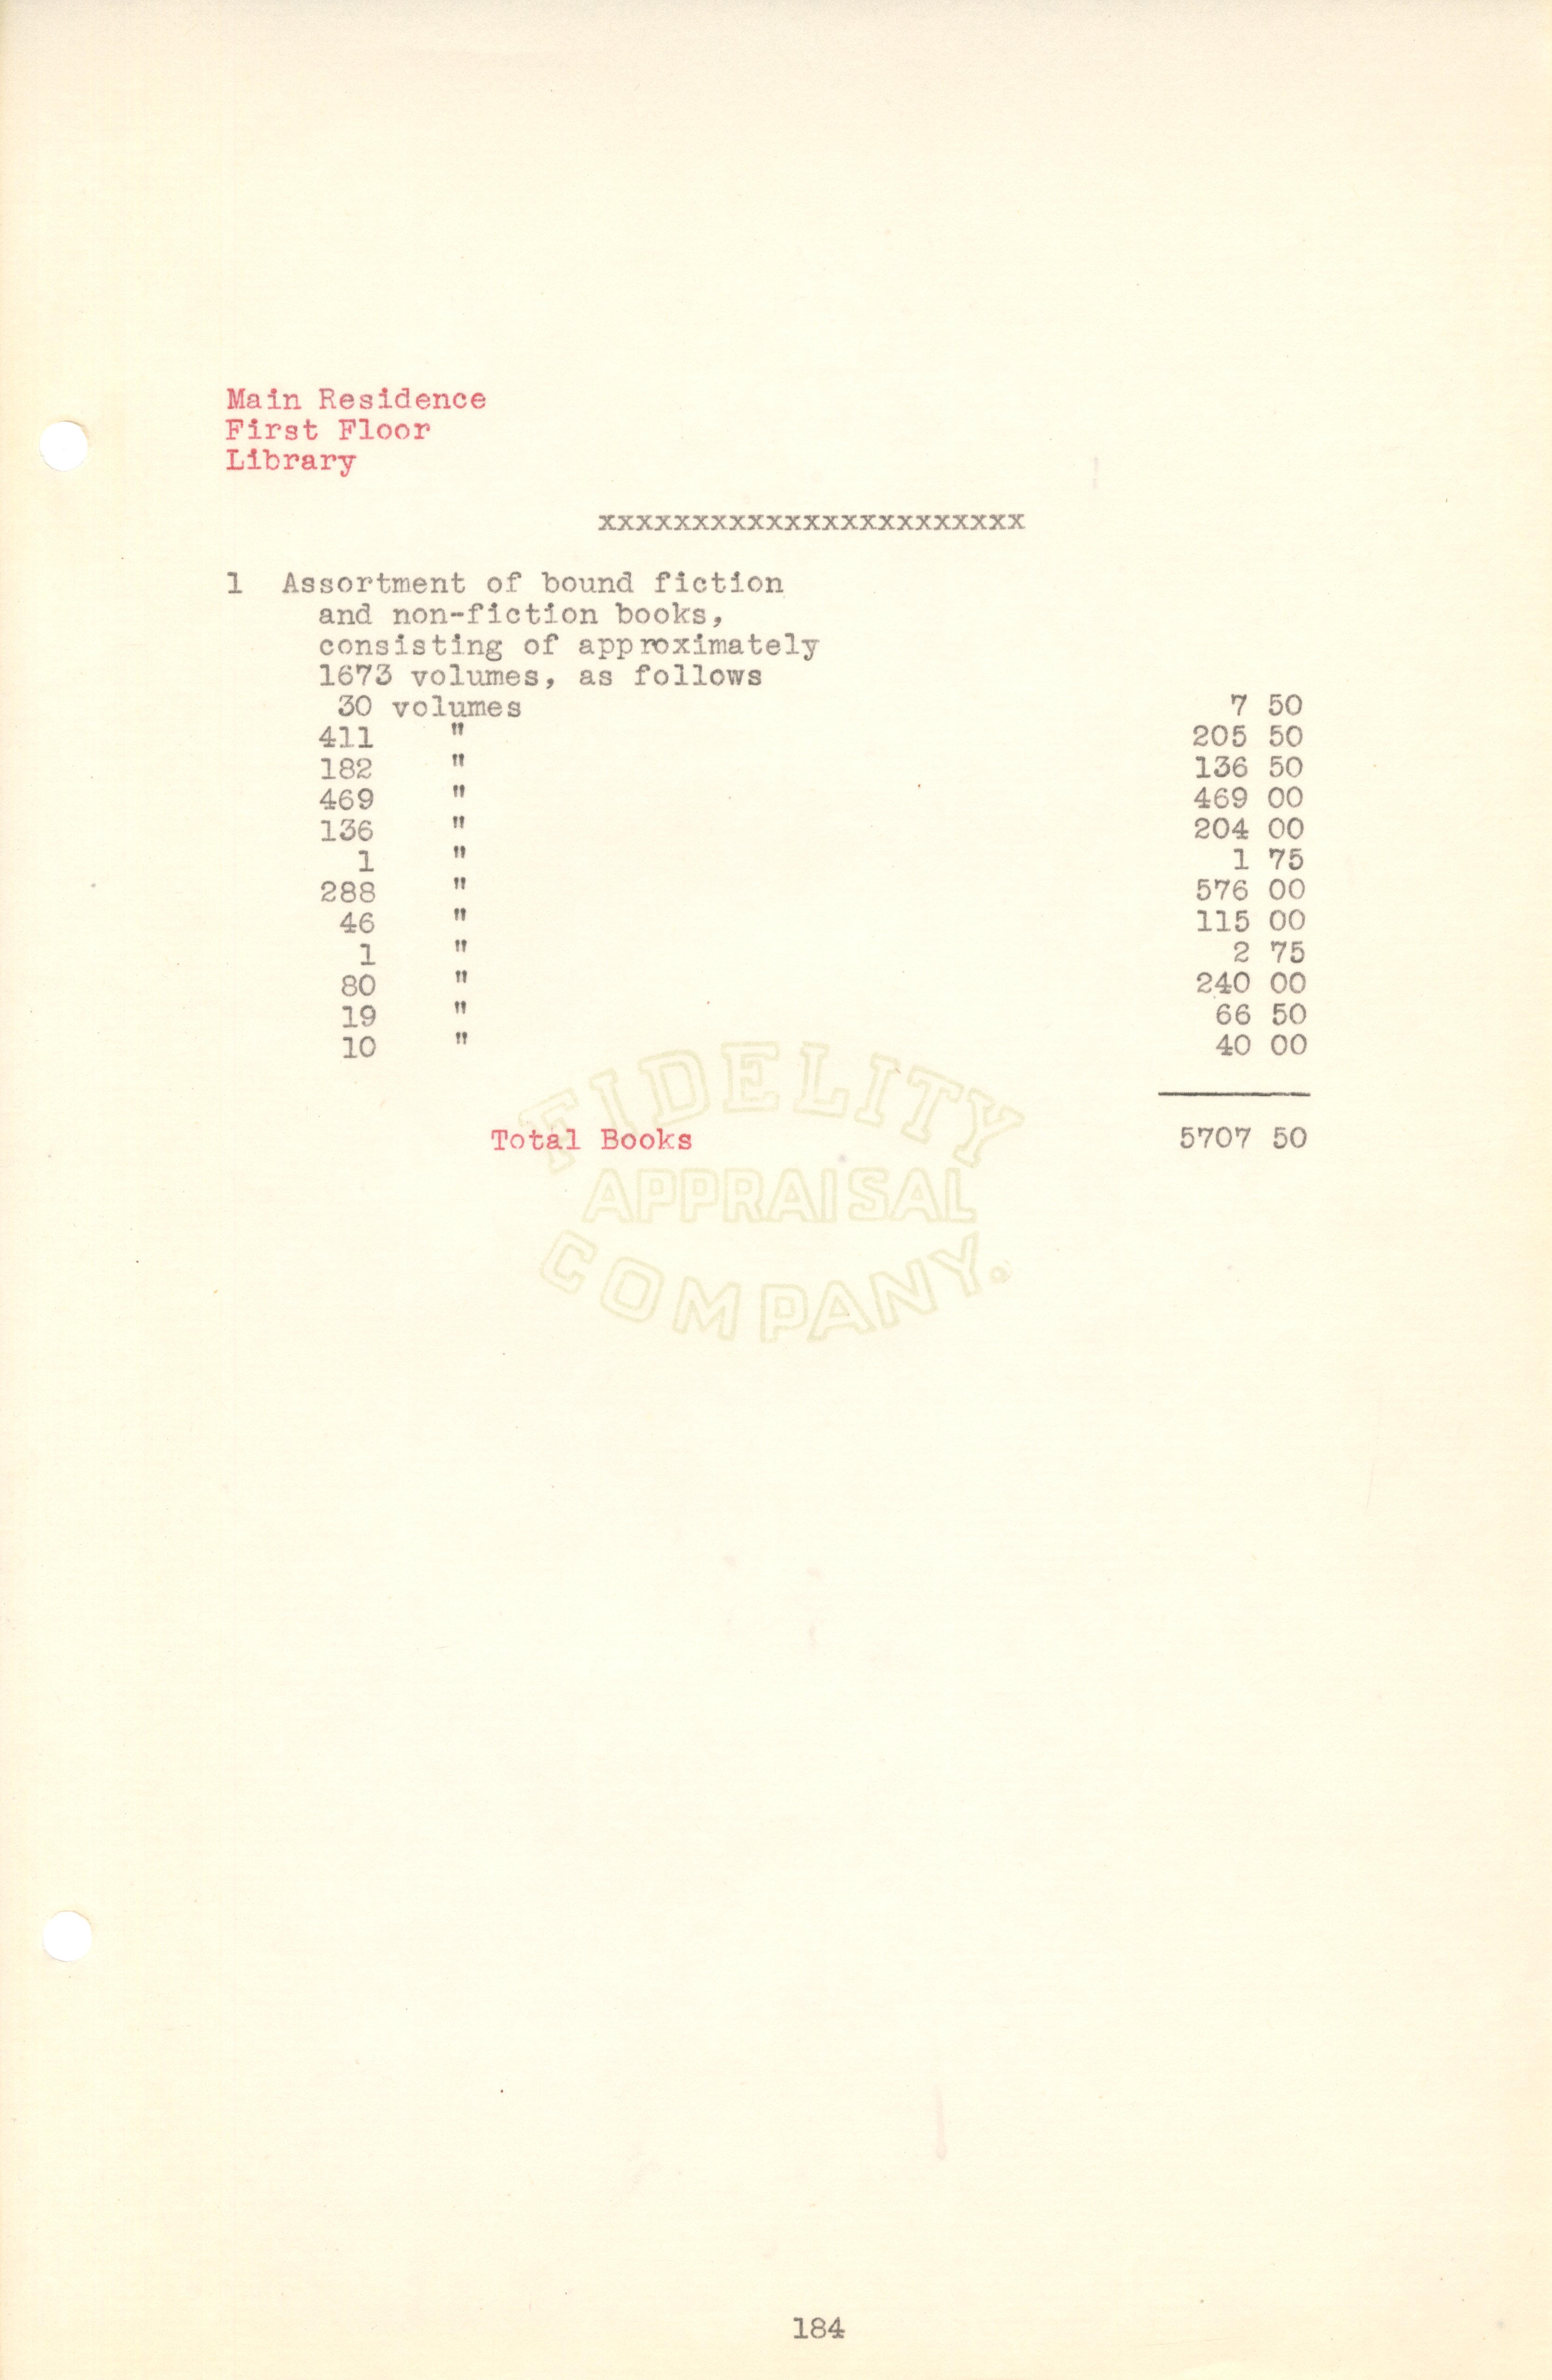 Main Residence
First Floor
Library
xxxxxxxxxxxxxxxxxxxxxxx
1 Assortment of bound fiction
and non-fiction books,
consisting of approximately
1673 volumes, as follows
30 volumes 7 50
411 " 205 50
182 " 136 50
469 " 469 00
136 " 204 00
1 " 1 75
288 " 576 00
46 " 115 00
1 " 2 75
80 " 240 00
19 " 66 50
10 " 40 00
Total Books 5707 50
FIDELITY
APPRAISAL
COMPANY.
184